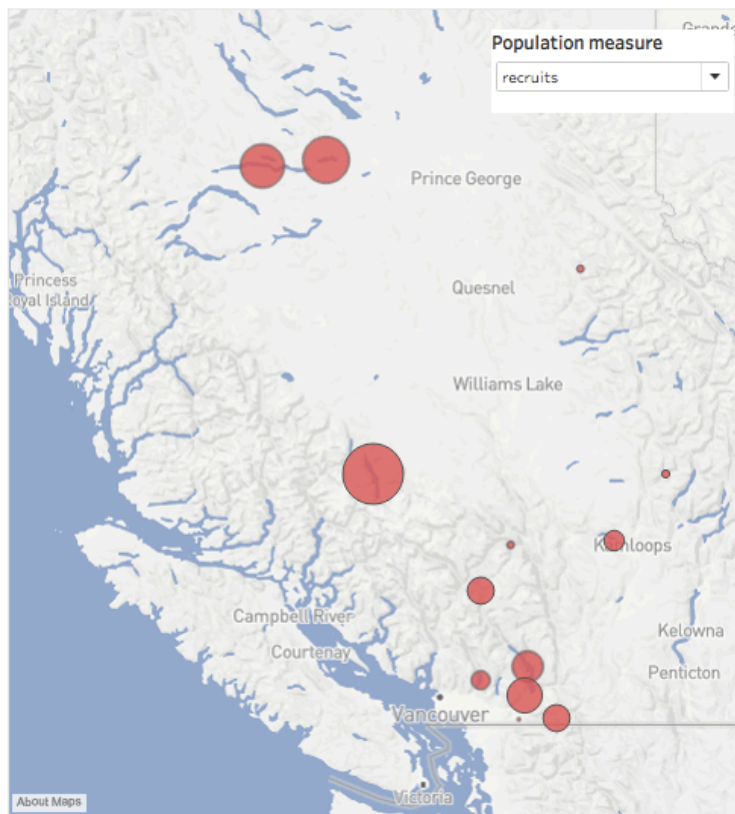 Grande
Population measure
recruits
Prince George
Princess
Royal Island
Quesnel
Williams Lake
Kamloops
Campbell River
Kelowna
Courtenay
Penticton
Vancouver
About Maps
Victoria